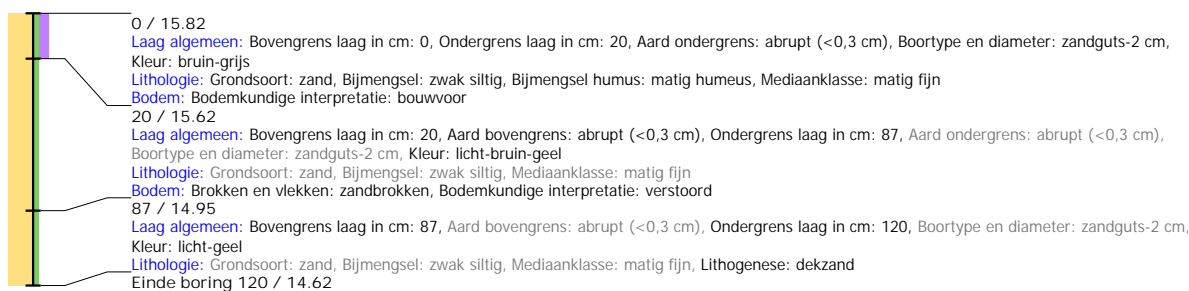 0 / 15.82
Laag algemeen: Bovengrens laag in cm: 0, Ondergrens laag in cm: 20, Aard ondergrens: abrupt (<0,3 cm), Boortype en diameter: zandguts-2 cm,
Kleur: bruin-grijs
Lithologie: Grondsoort: zand, Bijmengsel: zwak siltig, Bijmengsel humus: matig humeus, Mediaanklasse: matig fijn
Bodem: Bodemkundige interpretatie: bouwvoor
20 / 15.62
Laag algemeen: Bovengrens laag in cm: 20, Aard bovengrens: abrupt (<0,3 cm), Ondergrens laag in cm: 87, Aard ondergrens: abrupt (<0,3 cm),
Boortype en diameter: zandguts-2 cm, Kleur: licht-bruin-geel
Lithologie: Grondsoort: zand, Bijmengsel: zwak siltig, Mediaanklasse: matig fijn
Bodem: Brokken en vlekken: zandbrokken, Bodemkundige interpretatie: verstoord
87 / 14.95
Laag algemeen: Bovengrens laag in cm: 87, Aard bovengrens: abrupt (<0,3 cm), Ondergrens laag in cm: 120, Boortype en diameter: zandguts-2 cm,
Kleur: licht-geel
Lithologie: Grondsoort: zand, Bijmengsel: zwak siltig, Mediaanklasse: matig fijn, Lithogenese: dekzand
Einde boring 120 / 14.62